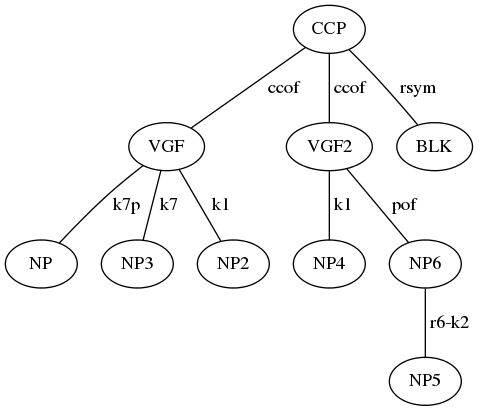 CCP
ccof ccof rsym
VGF VGF2 BLK
k7p k7 k1 k1 pof
NP NP3 NP2 NP4 NP6
r6-k2
NP5